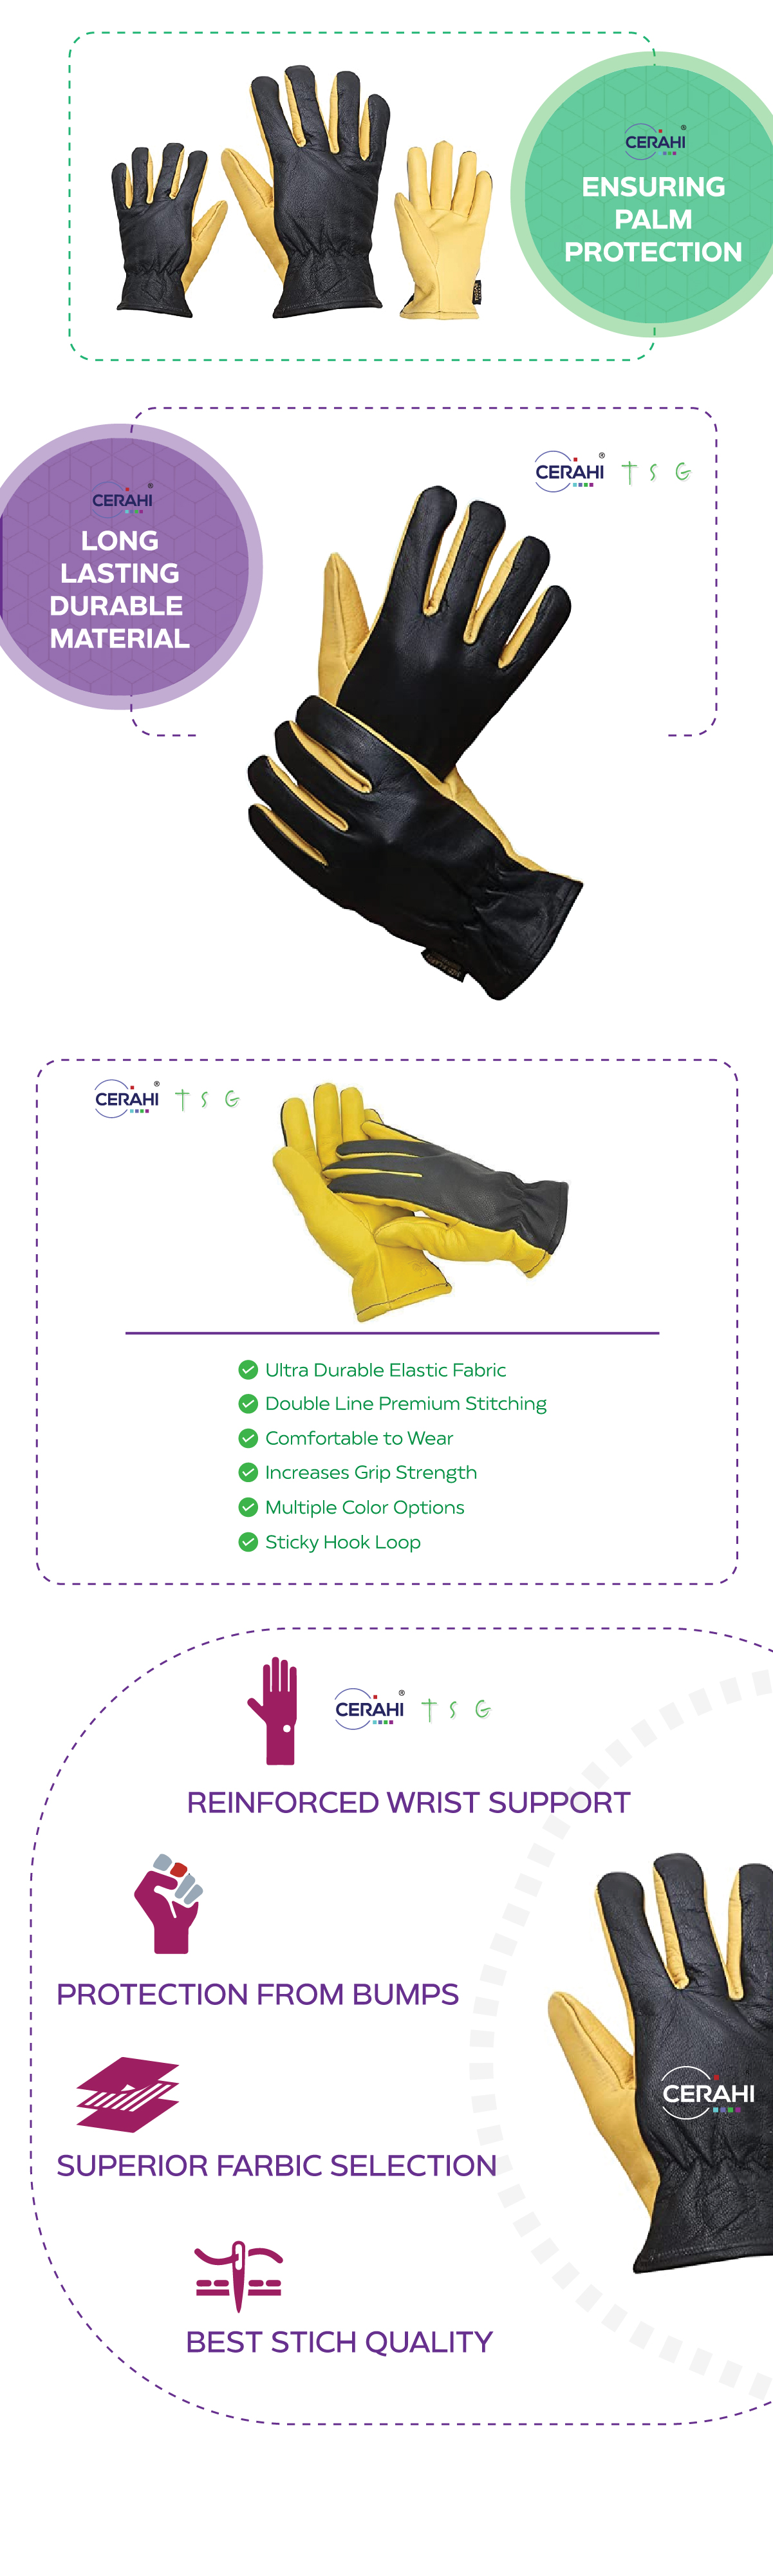 CERAHI ®
ENSURING
PALM
PROTECTION
CERAHI ®
LONG
LASTING
DURABLE
MATERIAL
CERAHI ® T S G
CERAHI ® T S G
Ultra Durable Elastic Fabric
Double Line Premium Stitching
Comfortable to Wear
Increases Grip Strength
Multiple Color Options
Sticky Hook Loop
CERAHI ® T S G
REINFORCED WRIST SUPPORT
PROTECTION FROM BUMPS
CERAHI
SUPERIOR FARBIC SELECTION
BEST STICH QUALITY